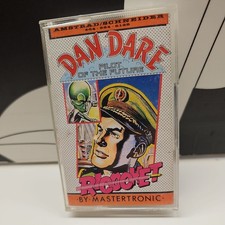 AMSTRAD/SCHNEIDER
DAN DARE
PILOT
OF THE FUTURE
RICOCHET
BY·MASTERTRONIC·